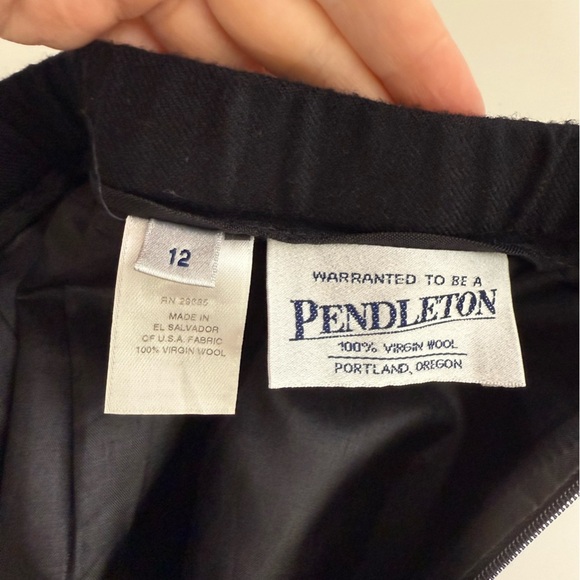 12
RN 29685
MADE IN
EL SALVADOR
OF U.S.A. FABRIC
100% VIRGIN WOOL
WARRANTED TO BE A
PENDLETON
100% VIRGIN WOOL
PORTLAND, OREGON